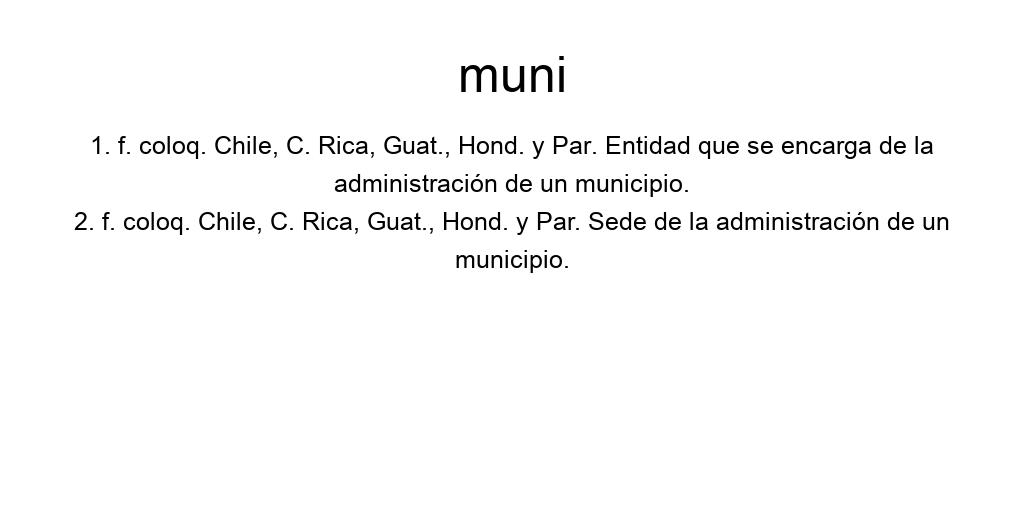 muni
1. f. coloq. Chile, C. Rica, Guat., Hond. y Par. Entidad que se encarga de la
administración de un municipio.
2. f. coloq. Chile, C. Rica, Guat., Hond. y Par. Sede de la administración de un
municipio.